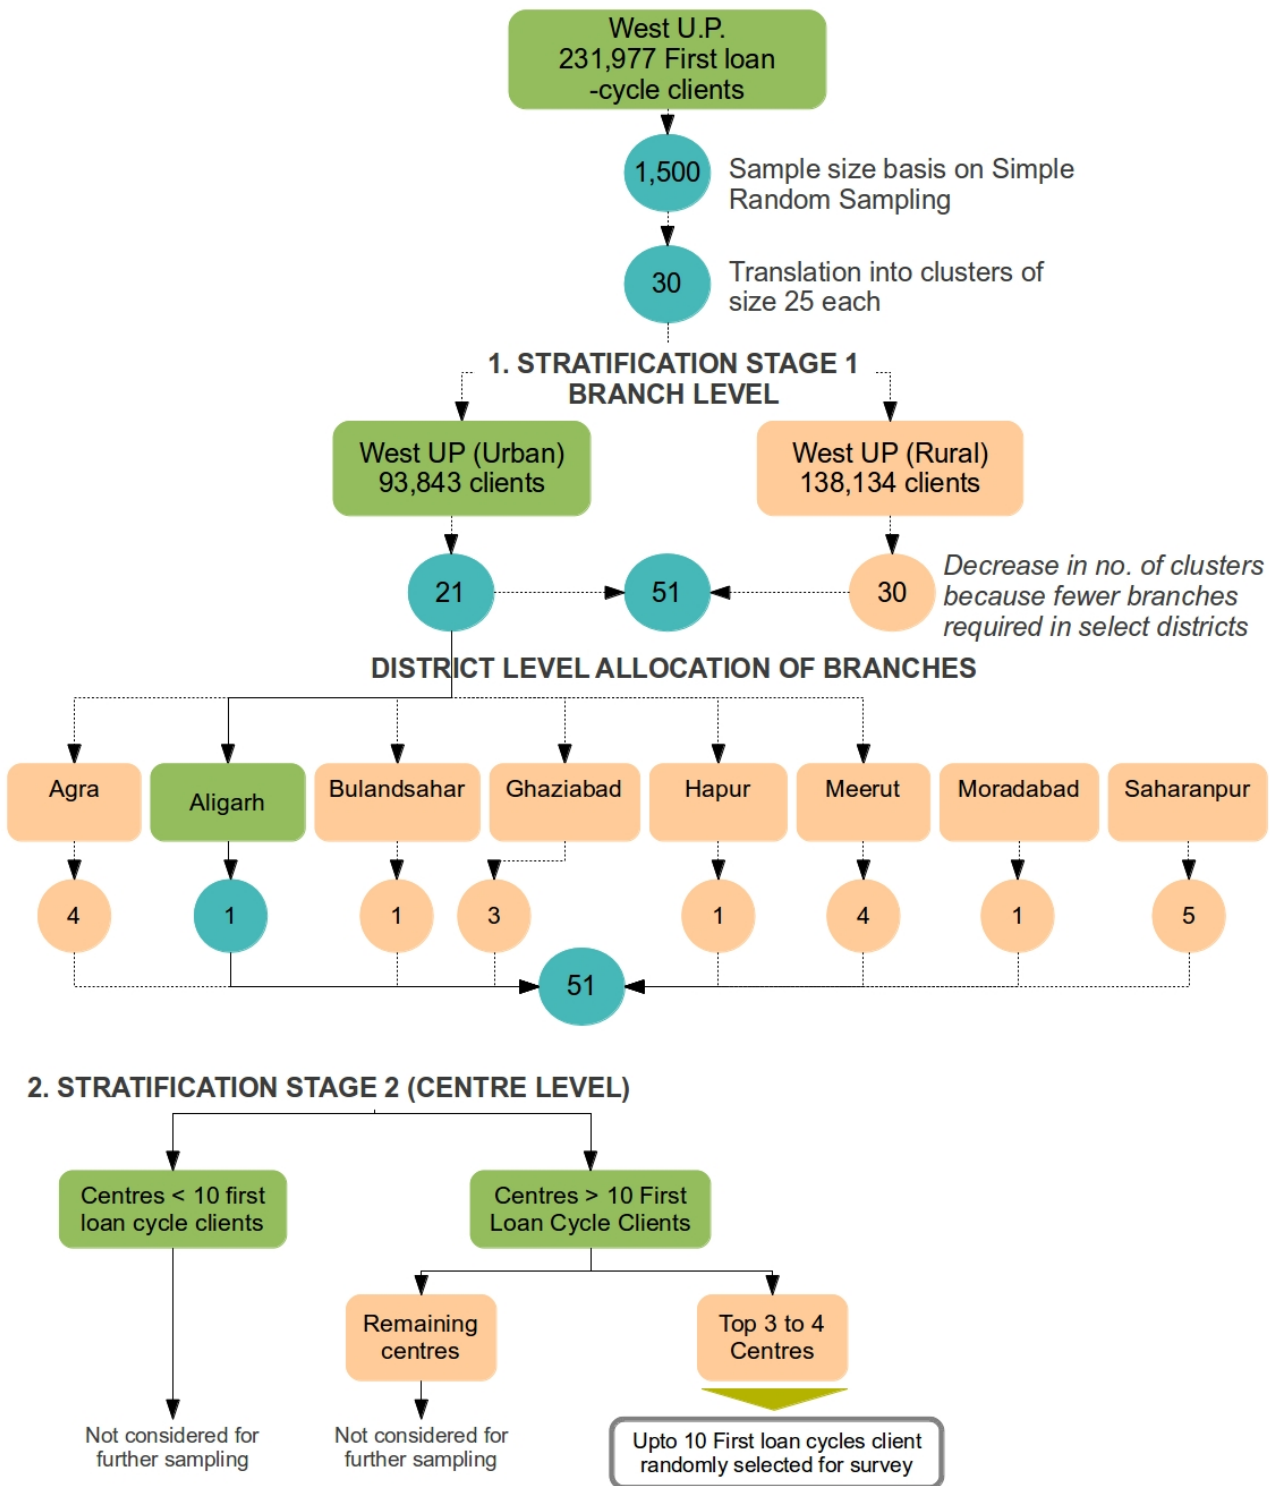 West U.P.
231,977 First loan
-cycle clients
1,500
Sample size basis on Simple
Random Sampling
30
Translation into clusters of
size 25 each
1. STRATIFICATION STAGE 1
BRANCH LEVEL
West UP (Urban)
93,843 clients
West UP (Rural)
138,134 clients
21
51
30
Decrease in no. of clusters
because fewer branches
required in select districts
DISTRICT LEVEL ALLOCATION OF BRANCHES
Agra
Aligarh
Bulandsahar
Ghaziabad
Hapur
Meerut
Moradabad
Saharanpur
4
1
1
3
1
4
1
5
51
2. STRATIFICATION STAGE 2 (CENTRE LEVEL)
Centres < 10 first
loan cycle clients
Centres > 10 First
Loan Cycle Clients
Remaining
centres
Top 3 to 4
Centres
Not considered for
further sampling
Not considered for
further sampling
Upto 10 First loan cycles client
randomly selected for survey